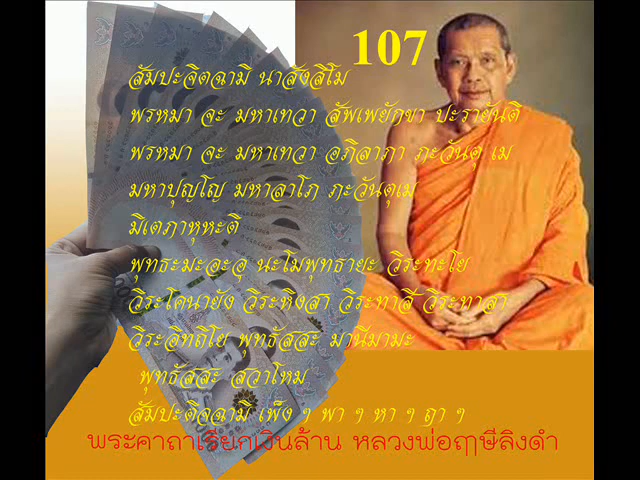 107
สัมปะจิตฉามิ นาสังสิโม
พรหมา จะ มหาเทวา สัพเพยักขา ปะรายันติ
พรหมา จะ มหาเทวา อภิลาภา ภะวันตุ เม
มหาปุญโญ มหาลาโภ ภะวันตุเม
มิเตภาหุหะติ
พุทธะมะอะอุ นะโมพุทธายะ วิระทะโย
วิระโคนายัง วิระหิงสา วิระทาสี วิระทาสา
วิระอิทถิโย พุทธัสสะ มานีมามะ
พุทธัสสะ สวาโหม
สัมปะติจฉามิ เพ็ง ๆ พา ๆ หา ๆ ฤา ๆ
พระคาถาเรียกเงินล้าน หลวงพ่อฤาษีลิงดำ